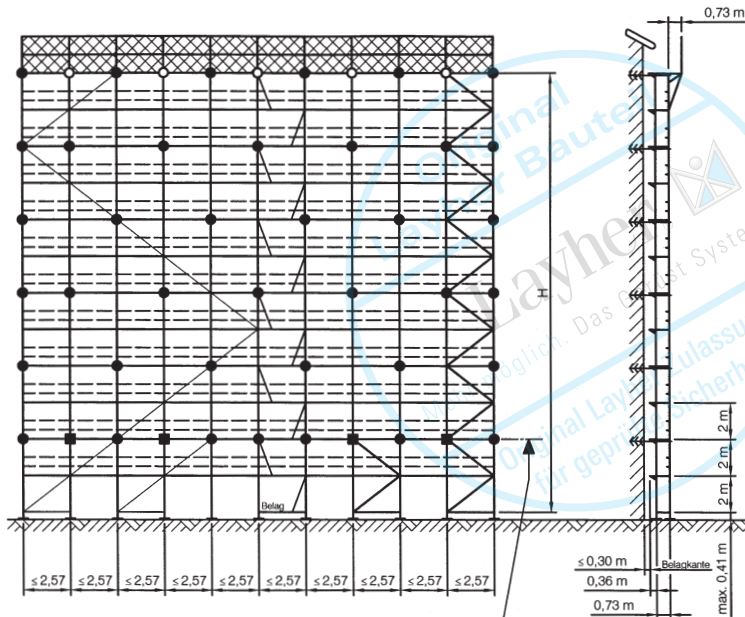 0,73 m
Original
Layher Bauteil
Layher
Mehr möglich. Das Gerüst System
Original Layher Zulassu
für geprüfte Sicherh
H
2 m
2 m
2 m
Belag
≤ 2,57
≤ 2,57
≤ 2,57
≤ 2,57
≤ 2,57
≤ 2,57
≤ 2,57
≤ 2,57
≤ 2,57
≤ 2,57
≤ 0,30 m
Belagkante
0,36 m
0,73 m
max. 0,41 m